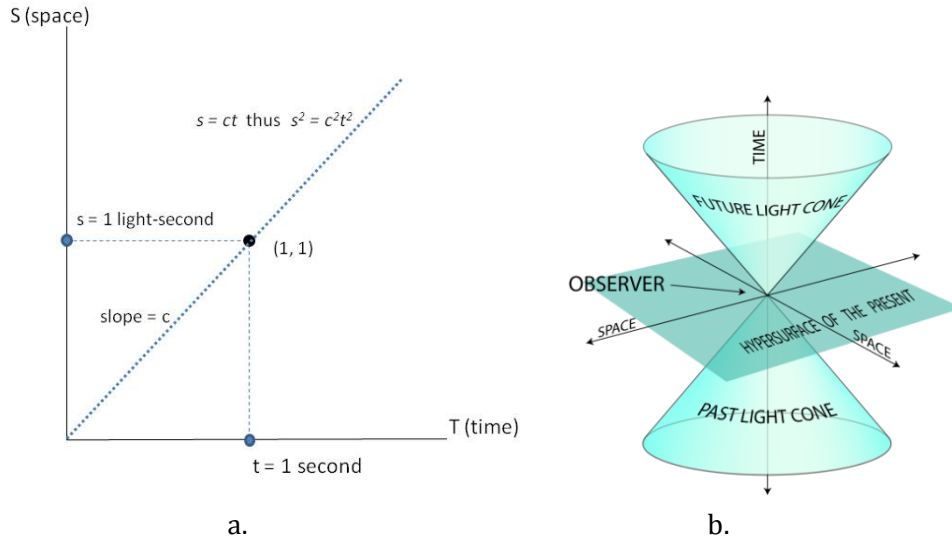 S (space)
s = ct thus s² = c²t²
s = 1 light-second
(1, 1)
slope = c
T (time)
t = 1 second
a.
TIME
FUTURE LIGHT CONE
OBSERVER
SPACE
HYPERSURFACE OF THE PRESENT
SPACE
PAST LIGHT CONE
b.